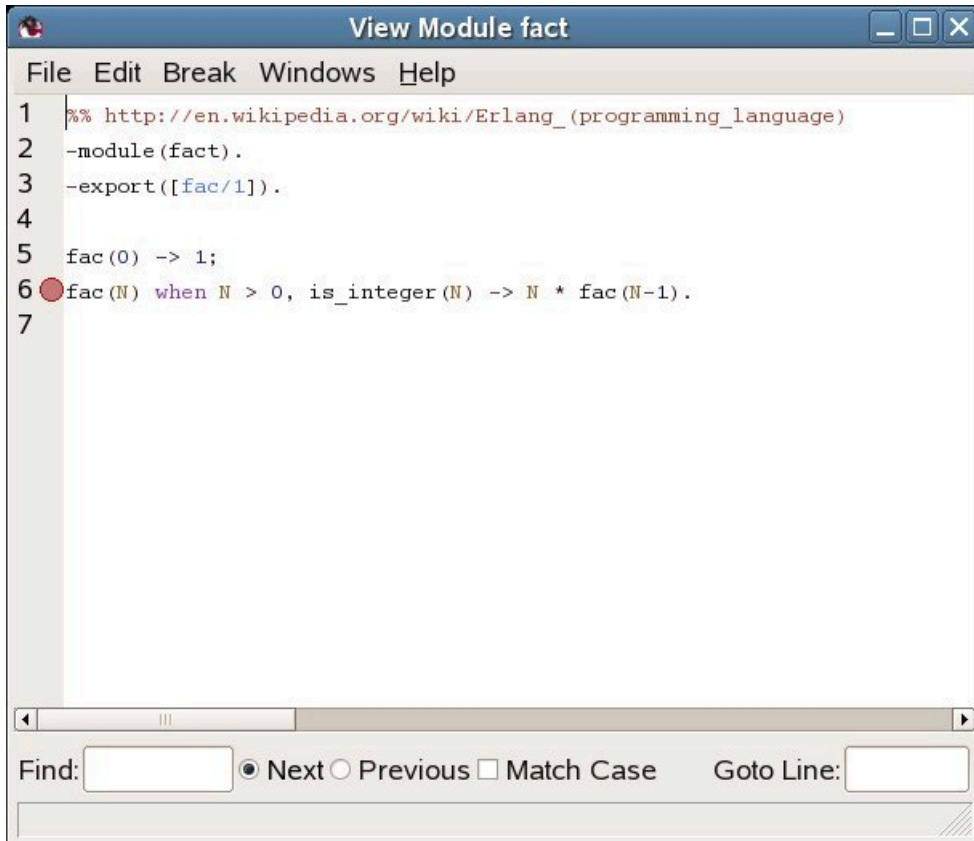 View Module fact
File Edit Break Windows Help
1 %% http://en.wikipedia.org/wiki/Erlang_(programming_language)
2 -module(fact).
3 -export([fac/1]).
4
5 fac(0) -> 1;
6 fac(N) when N > 0, is_integer(N) -> N * fac(N-1).
7
Find: Next Previous Match Case Goto Line: